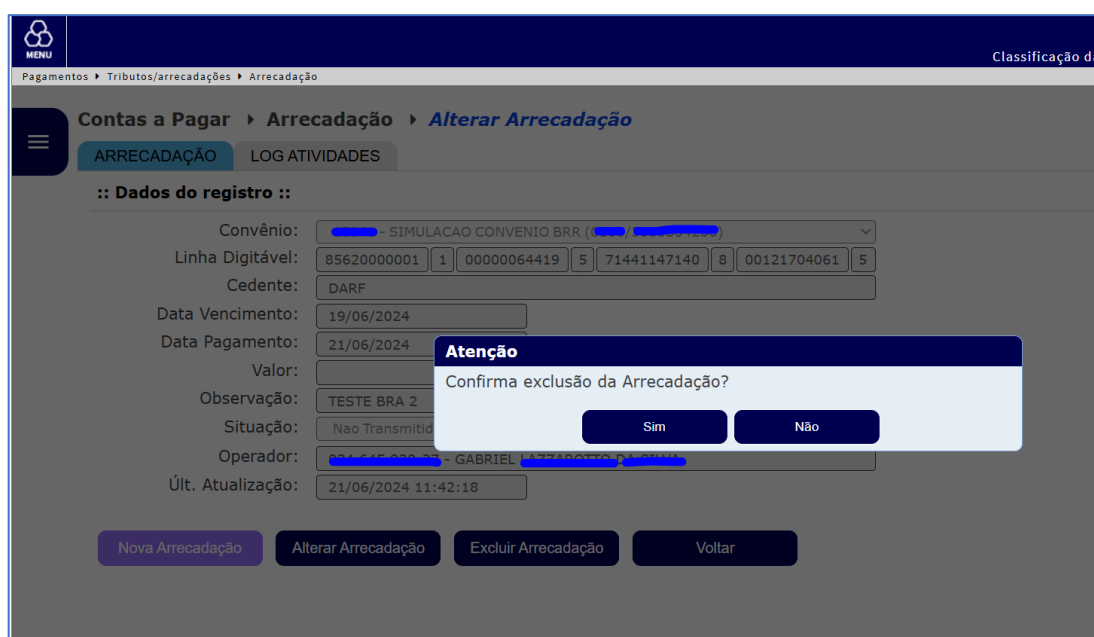 MENU
Classificação d
Pagamentos ▸ Tributos/arrecadações ▸ Arrecadação
Contas a Pagar ▸ Arrecadação ▸ Alterar Arrecadação
ARRECADAÇÃO LOG ATIVIDADES
:: Dados do registro ::
Convênio: - SIMULACAO CONVENIO BRR (
Linha Digitável: 85620000001 1 00000064419 5 71441147140 8 00121704061 5
Cedente: DARF
Data Vencimento: 19/06/2024
Data Pagamento: 21/06/2024
Atenção
Valor:
Confirma exclusão da Arrecadação?
Observação: TESTE BRA 2
Sim Não
Situação: Nao Transmitid
Operador: - GABRIEL
Últ. Atualização: 21/06/2024 11:42:18
Nova Arrecadação Alterar Arrecadação Excluir Arrecadação Voltar